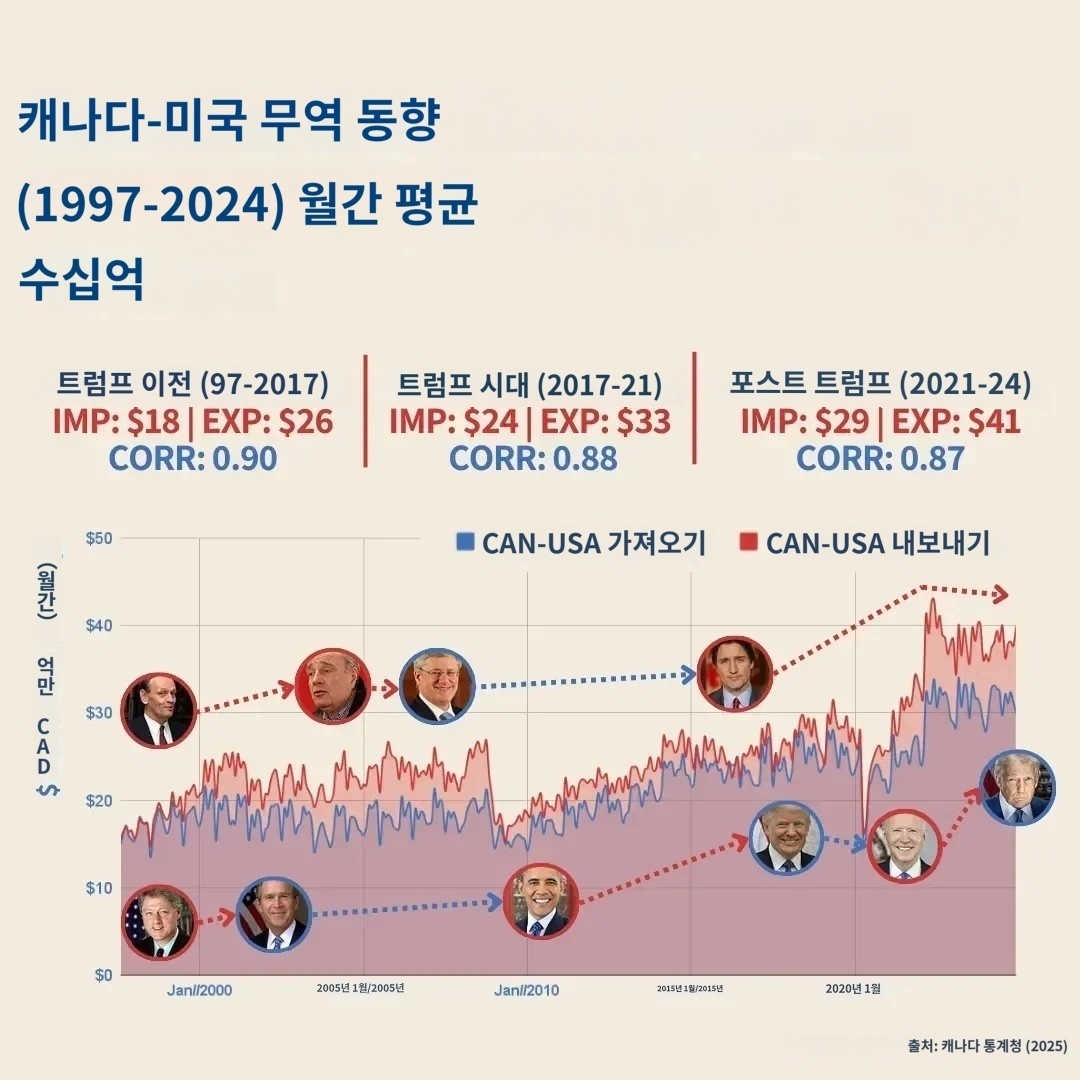 캐나다-미국 무역 동향
(1997-2024) 월간 평균
수십억
트럼프 이전 (97-2017)
IMP: $18 | EXP: $26
CORR: 0.90
트럼프 시대 (2017-21)
IMP: $24 | EXP: $33
CORR: 0.88
포스트 트럼프 (2021-24)
IMP: $29 | EXP: $41
CORR: 0.87
CAN-USA 가져오기
CAN-USA 내보내기
(월간) 억만 CAD $
$50
$40
$30
$20
$10
$0
Jan//2000
2005년 1월/2005년
Jan//2010
2015년 1월/2015년
2020년 1월
출처: 캐나다 통계청 (2025)